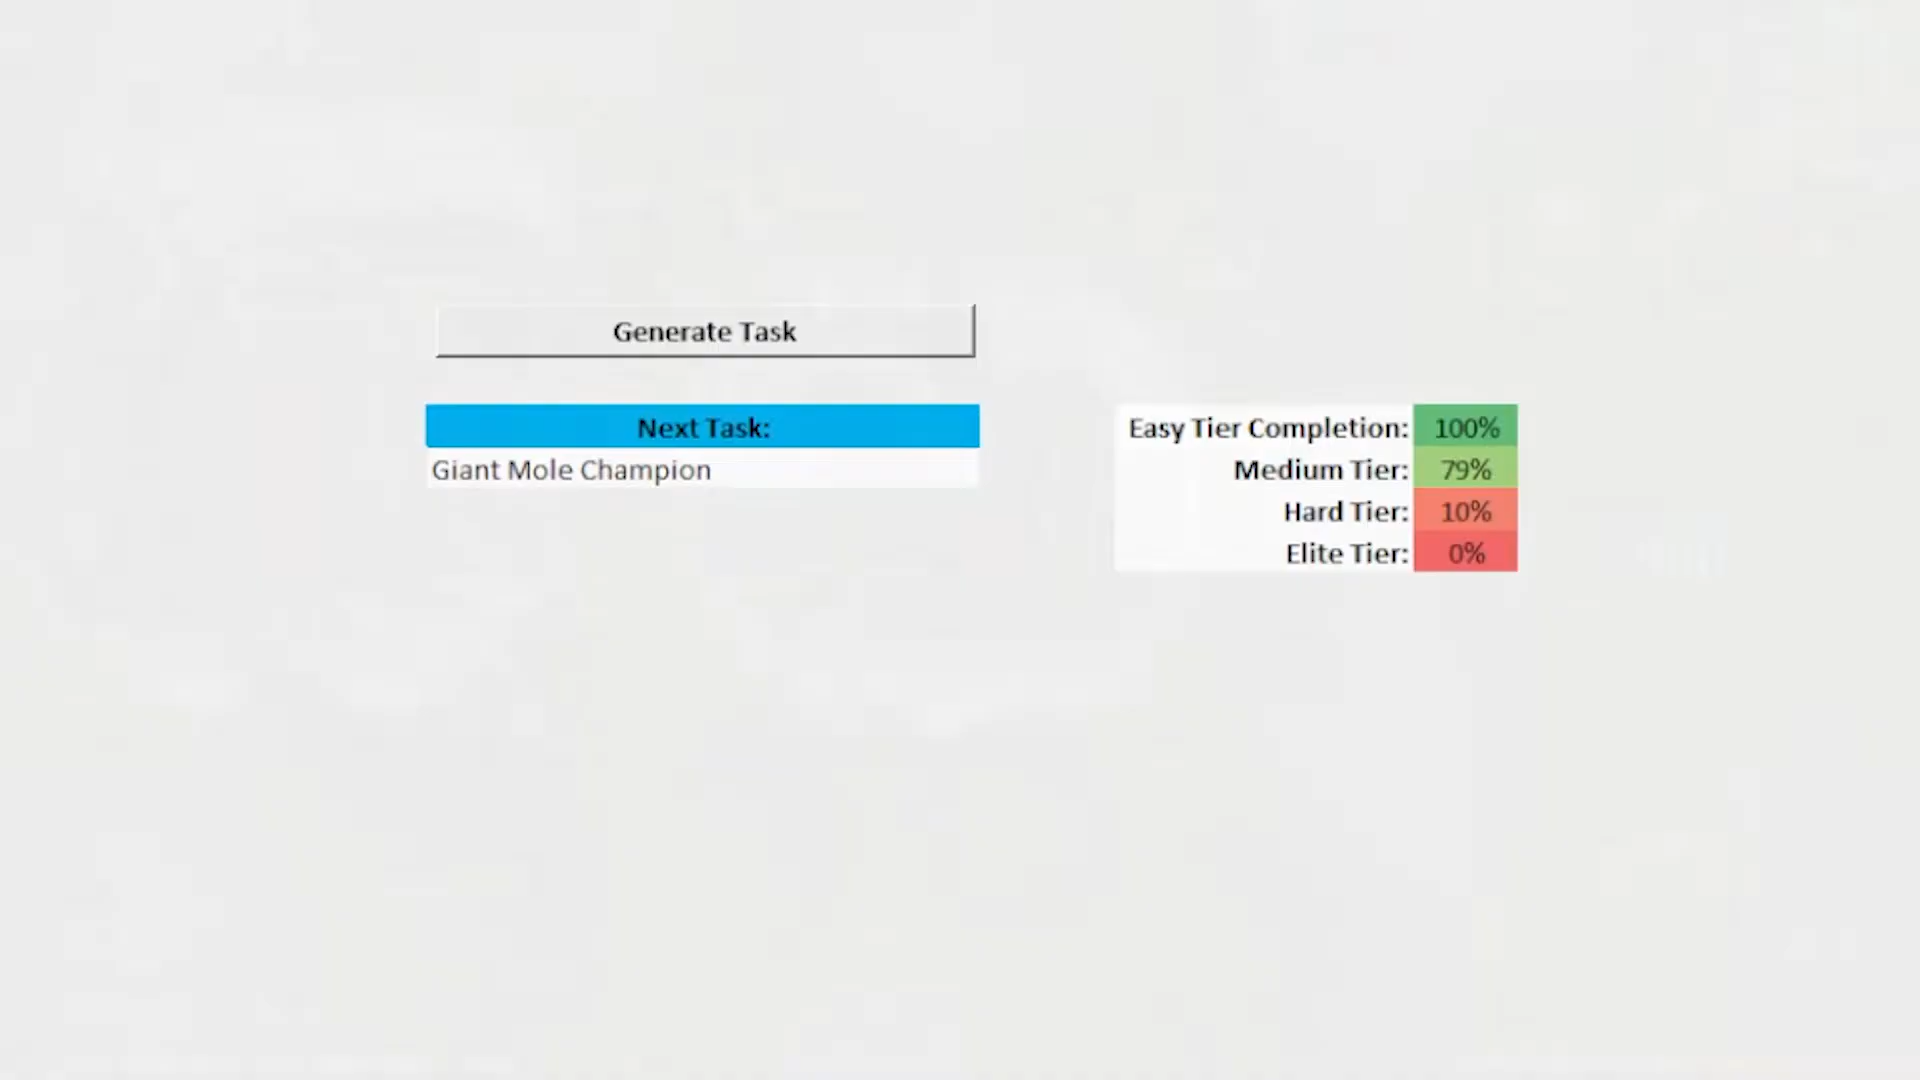 Generate Task
Next Task:
Giant Mole Champion
Easy Tier Completion: 100%
Medium Tier: 79%
Hard Tier: 10%
Elite Tier: 0%